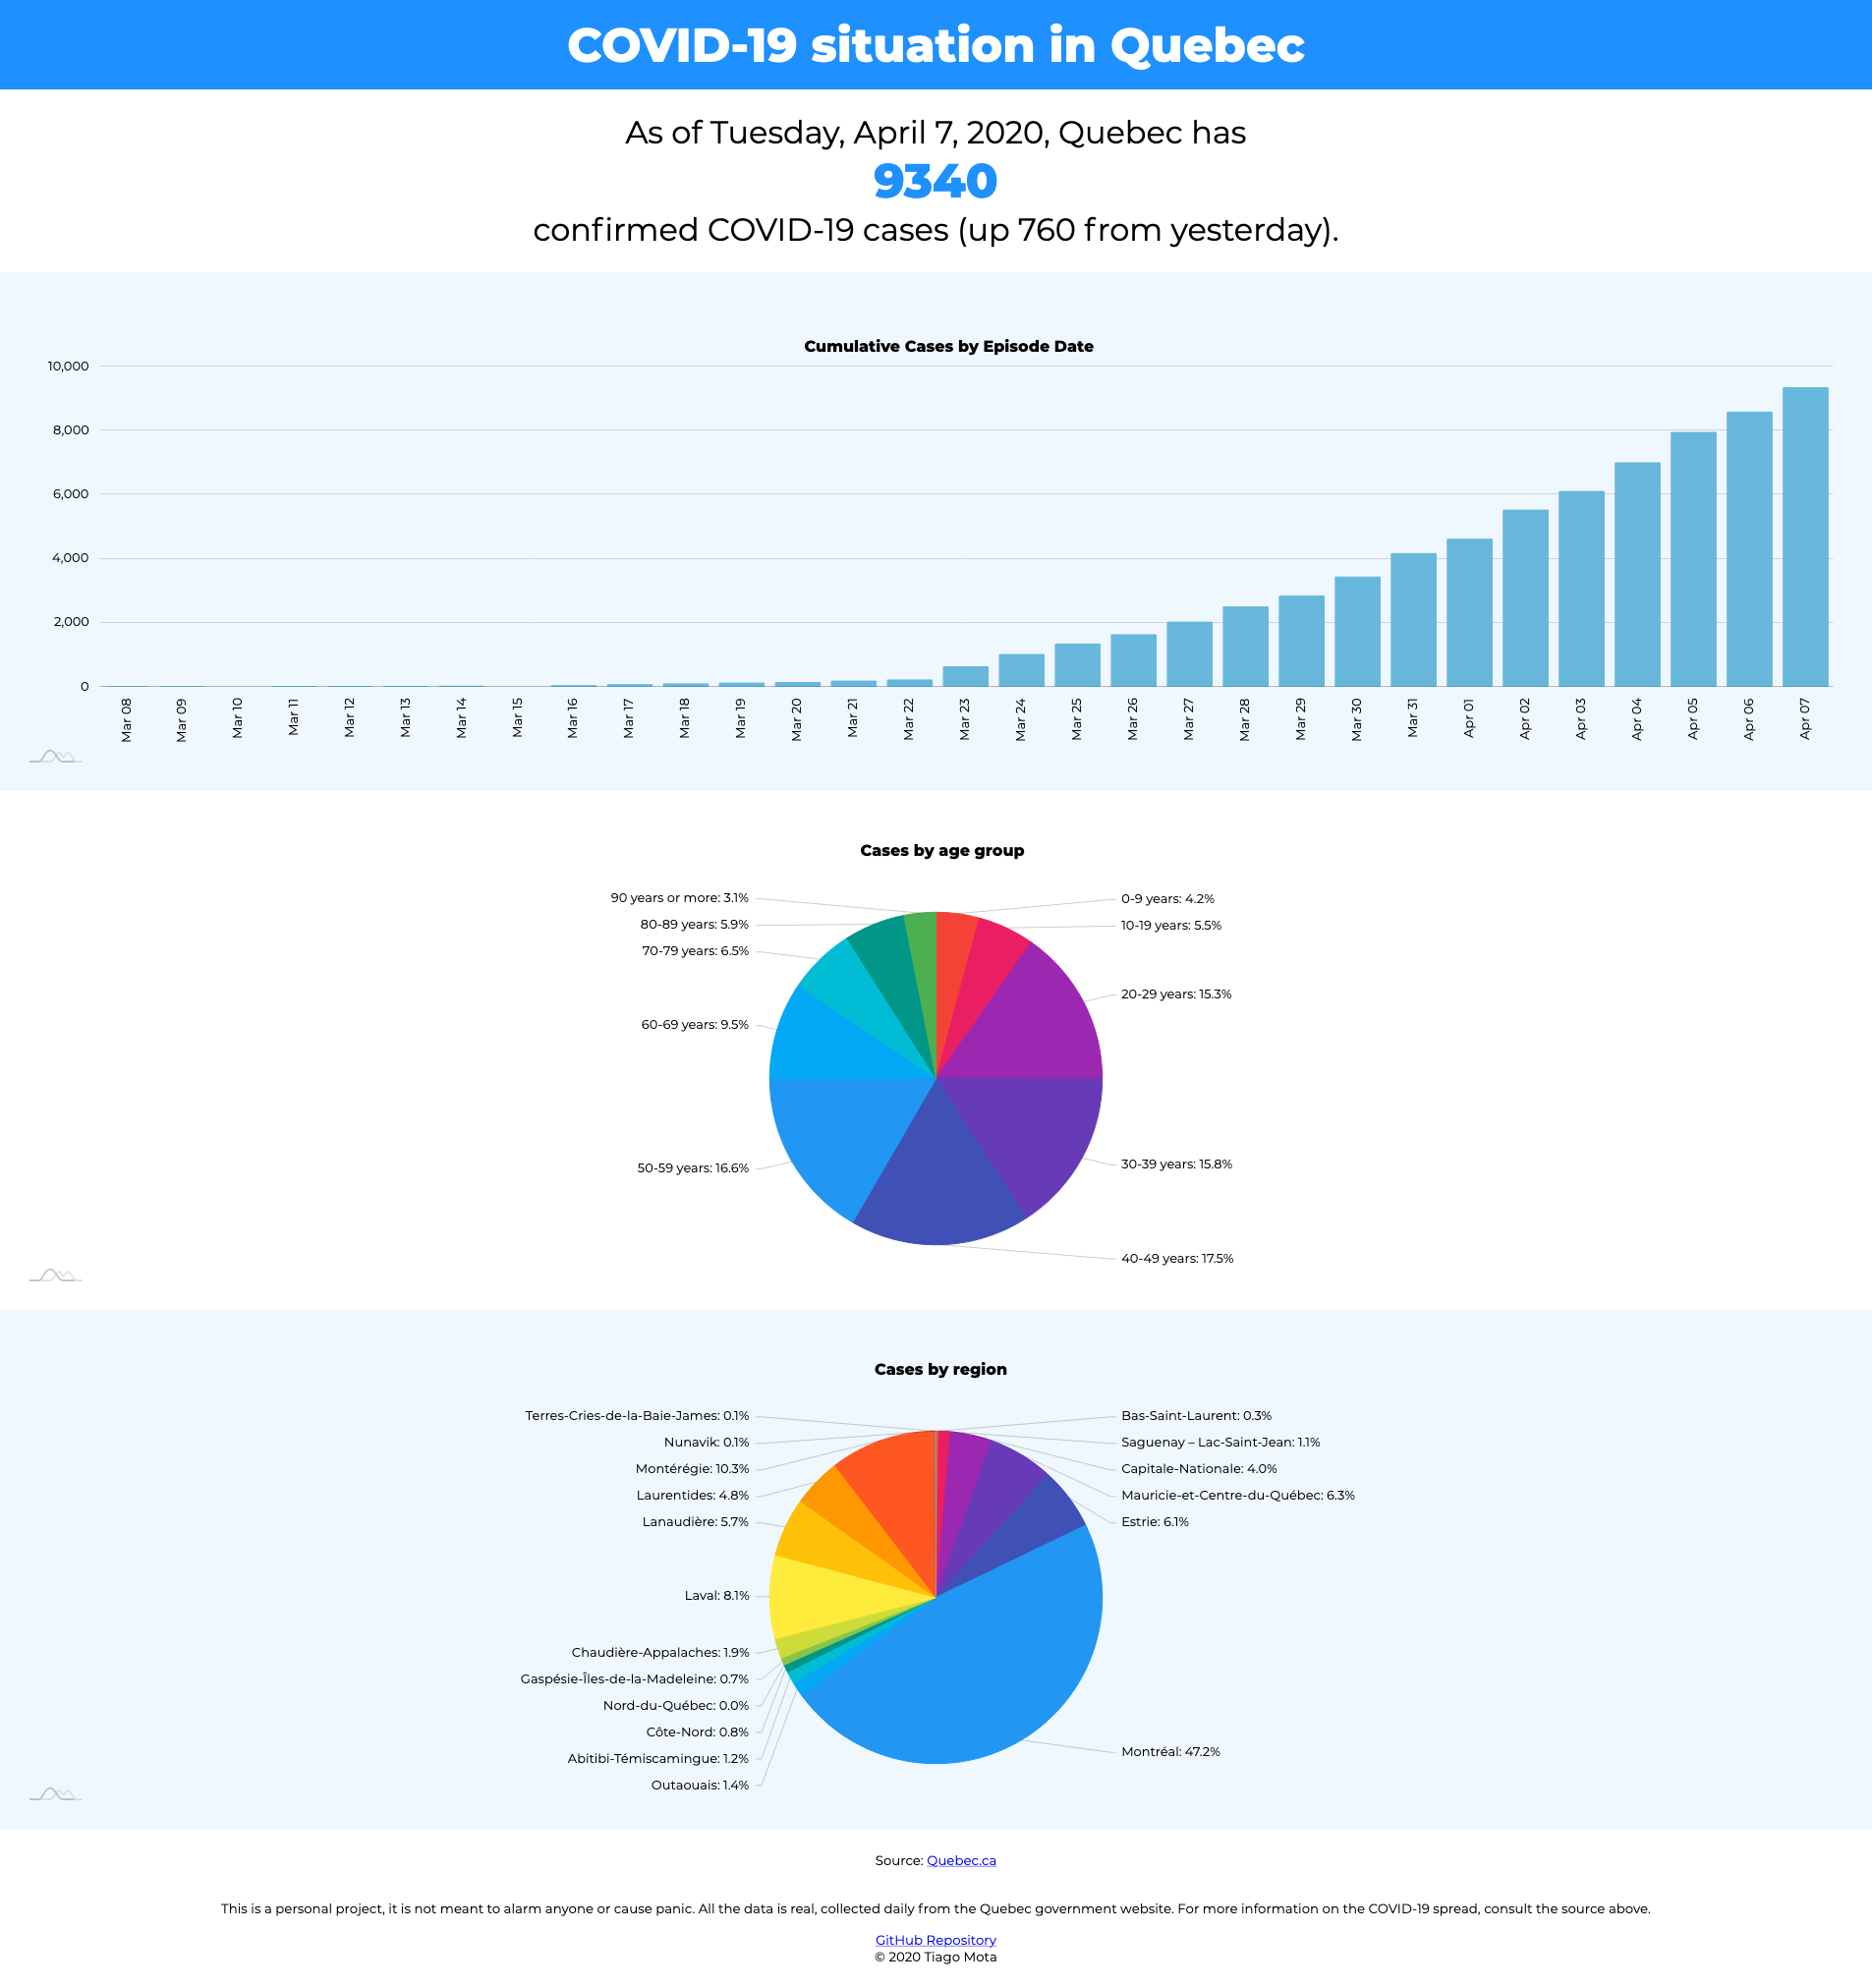 COVID-19 situation in Quebec
As of Tuesday, April 7, 2020, Quebec has
9340
confirmed COVID-19 cases (up 760 from yesterday).
Cumulative Cases by Episode Date
10,000
8,000
6,000
4,000
2,000
0
Mar 08
Mar 09
Mar 10
Mar 11
Mar 12
Mar 13
Mar 14
Mar 15
Mar 16
Mar 17
Mar 18
Mar 19
Mar 20
Mar 21
Mar 22
Mar 23
Mar 24
Mar 25
Mar 26
Mar 27
Mar 28
Mar 29
Mar 30
Mar 31
Apr 01
Apr 02
Apr 03
Apr 04
Apr 05
Apr 06
Apr 07
Cases by age group
90 years or more: 3.1%
80-89 years: 5.9%
70-79 years: 6.5%
60-69 years: 9.5%
50-59 years: 16.6%
0-9 years: 4.2%
10-19 years: 5.5%
20-29 years: 15.3%
30-39 years: 15.8%
40-49 years: 17.5%
Cases by region
Terres-Cries-de-la-Baie-James: 0.1%
Nunavik: 0.1%
Montérégie: 10.3%
Laurentides: 4.8%
Lanaudière: 5.7%
Laval: 8.1%
Chaudière-Appalaches: 1.9%
Gaspésie-Îles-de-la-Madeleine: 0.7%
Nord-du-Québec: 0.0%
Côte-Nord: 0.8%
Abitibi-Témiscamingue: 1.2%
Outaouais: 1.4%
Bas-Saint-Laurent: 0.3%
Saguenay – Lac-Saint-Jean: 1.1%
Capitale-Nationale: 4.0%
Mauricie-et-Centre-du-Québec: 6.3%
Estrie: 6.1%
Montréal: 47.2%
Source: Quebec.ca
This is a personal project, it is not meant to alarm anyone or cause panic. All the data is real, collected daily from the Quebec government website. For more information on the COVID-19 spread, consult the source above.
GitHub Repository
© 2020 Tiago Mota